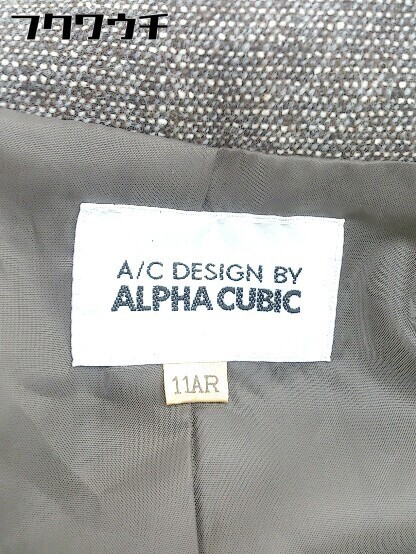 フクワウチ
A/C DESIGN BY
ALPHA CUBIC
11AR